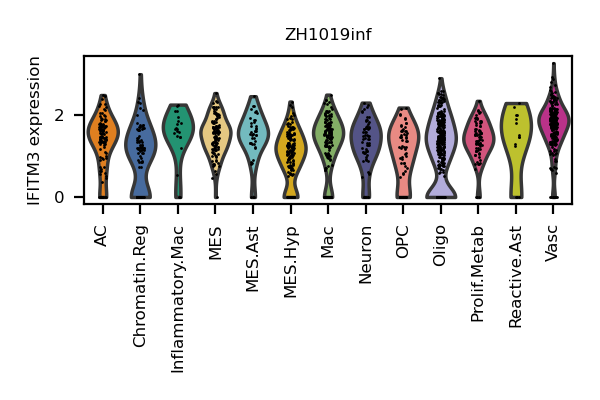 ZH1019inf
IFITM3 expression
2
0
AC
Chromatin.Reg
Inflammatory.Mac
MES
MES.Ast
MES.Hyp
Mac
Neuron
OPC
Oligo
Prolif.Metab
Reactive.Ast
Vasc